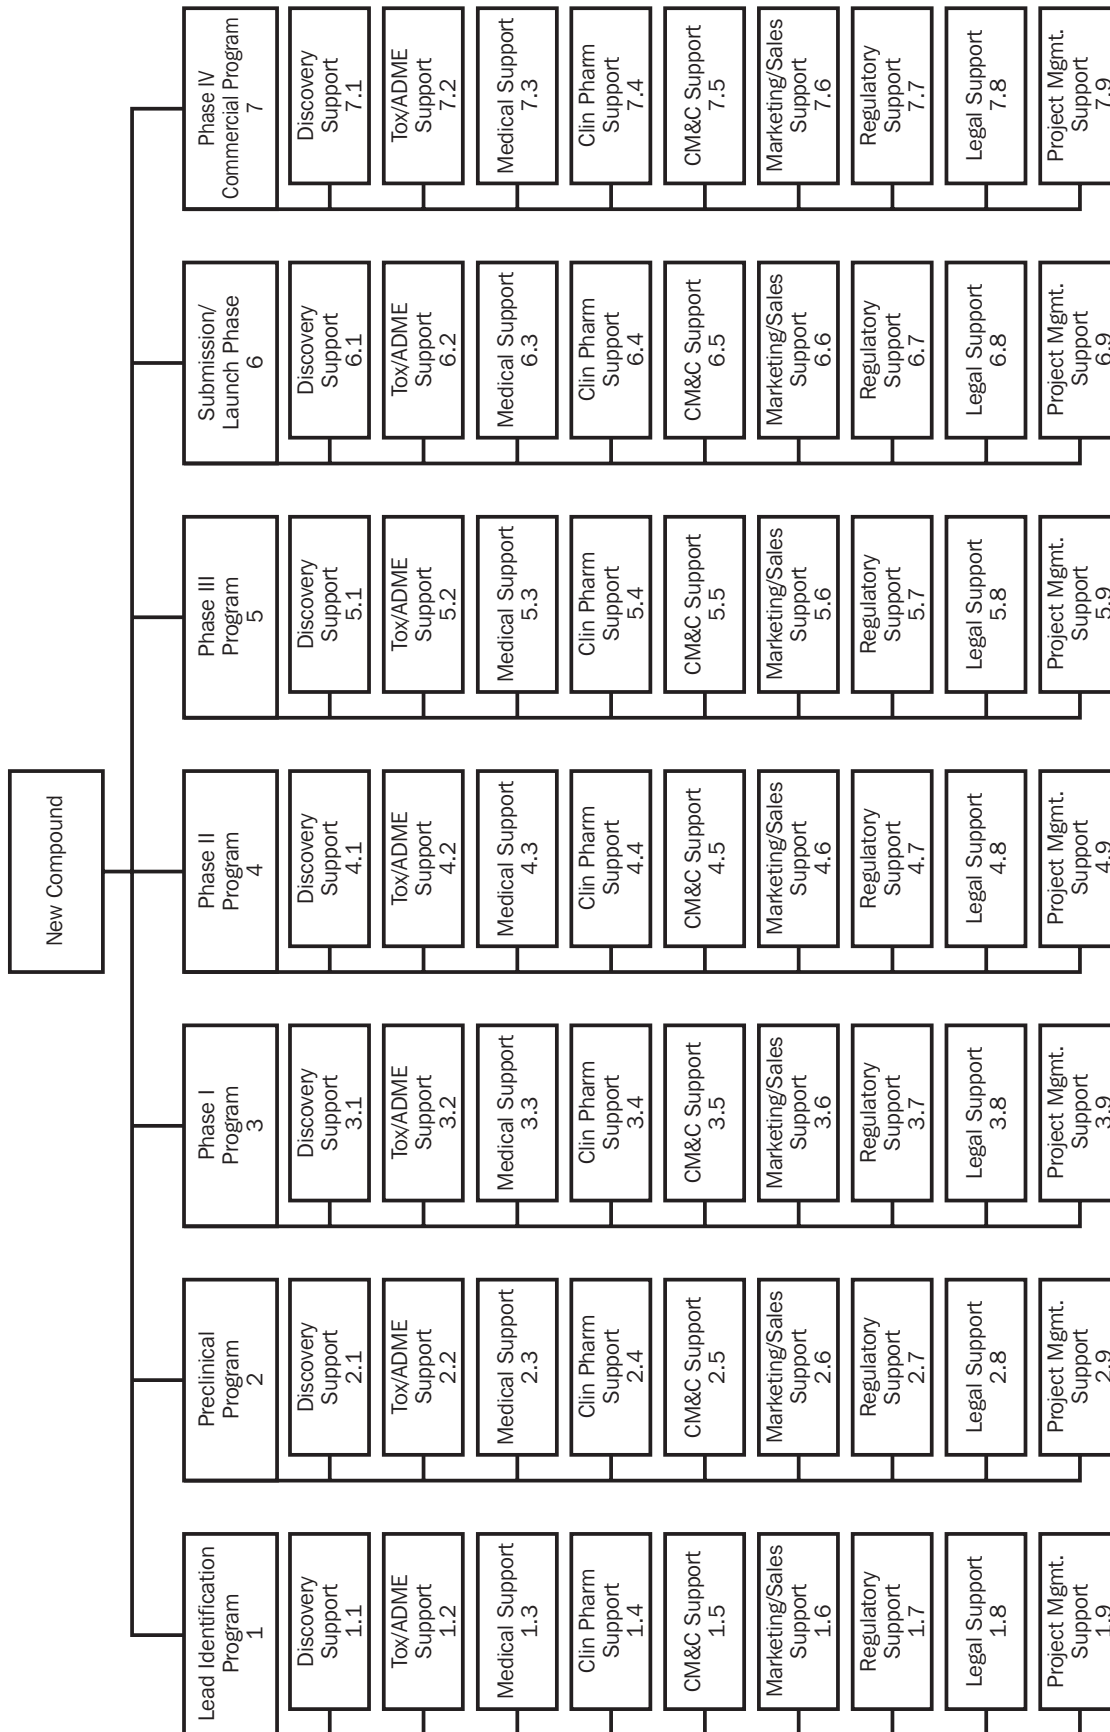 New Compound
Lead Identification
Program
1
Discovery
Support
1.1
Tox/ADME
Support
1.2
Medical Support
1.3
Clin Pharm
Support
1.4
CM&C Support
1.5
Marketing/Sales
Support
1.6
Regulatory
Support
1.7
Legal Support
1.8
Project Mgmt.
Support
1.9
Preclinical
Program
2
Discovery
Support
2.1
Tox/ADME
Support
2.2
Medical Support
2.3
Clin Pharm
Support
2.4
CM&C Support
2.5
Marketing/Sales
Support
2.6
Regulatory
Support
2.7
Legal Support
2.8
Project Mgmt.
Support
2.9
Phase I
Program
3
Discovery
Support
3.1
Tox/ADME
Support
3.2
Medical Support
3.3
Clin Pharm
Support
3.4
CM&C Support
3.5
Marketing/Sales
Support
3.6
Regulatory
Support
3.7
Legal Support
3.8
Project Mgmt.
Support
3.9
Phase II
Program
4
Discovery
Support
4.1
Tox/ADME
Support
4.2
Medical Support
4.3
Clin Pharm
Support
4.4
CM&C Support
4.5
Marketing/Sales
Support
4.6
Regulatory
Support
4.7
Legal Support
4.8
Project Mgmt.
Support
4.9
Phase III
Program
5
Discovery
Support
5.1
Tox/ADME
Support
5.2
Medical Support
5.3
Clin Pharm
Support
5.4
CM&C Support
5.5
Marketing/Sales
Support
5.6
Regulatory
Support
5.7
Legal Support
5.8
Project Mgmt.
Support
5.9
Submission/
Launch Phase
6
Discovery
Support
6.1
Tox/ADME
Support
6.2
Medical Support
6.3
Clin Pharm
Support
6.4
CM&C Support
6.5
Marketing/Sales
Support
6.6
Regulatory
Support
6.7
Legal Support
6.8
Project Mgmt.
Support
6.9
Phase IV
Commercial Program
7
Discovery
Support
7.1
Tox/ADME
Support
7.2
Medical Support
7.3
Clin Pharm
Support
7.4
CM&C Support
7.5
Marketing/Sales
Support
7.6
Regulatory
Support
7.7
Legal Support
7.8
Project Mgmt.
Support
7.9